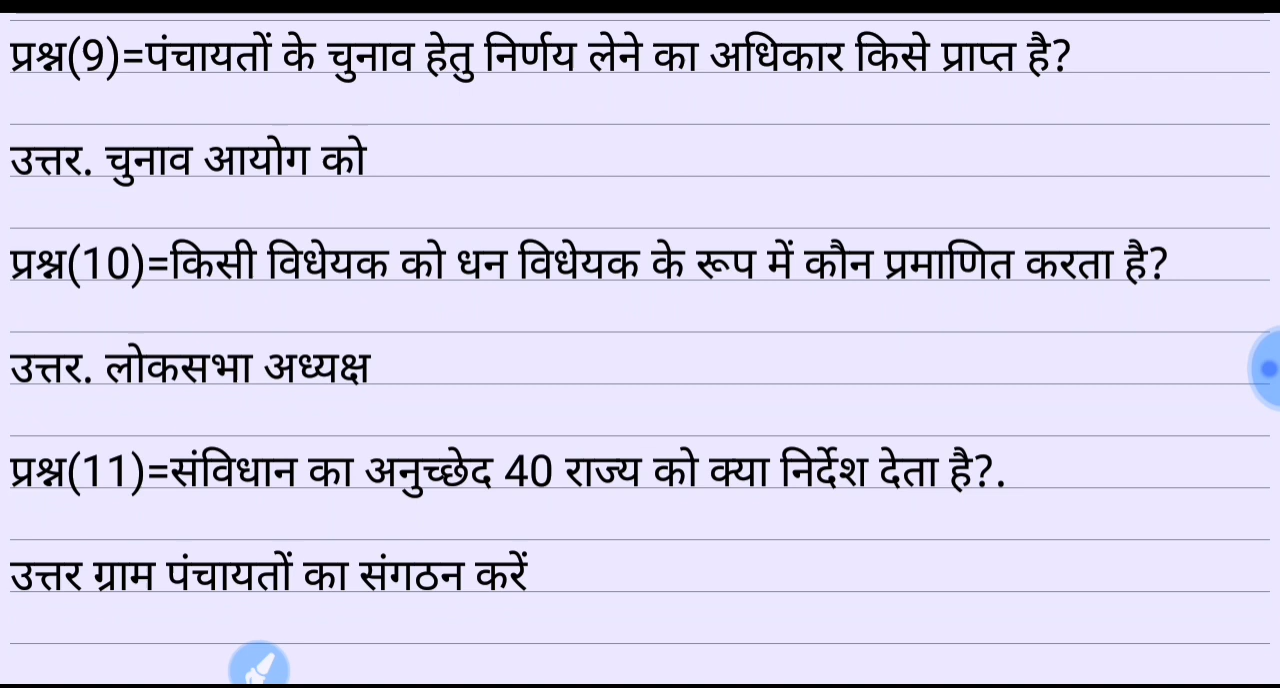 प्रश्न(9)=पंचायतों के चुनाव हेतु निर्णय लेने का अधिकार किसे प्राप्त है?
उत्तर. चुनाव आयोग को
प्रश्न(10)=किसी विधेयक को धन विधेयक के रूप में कौन प्रमाणित करता है?
उत्तर. लोकसभा अध्यक्ष
प्रश्न(11)=संविधान का अनुच्छेद 40 राज्य को क्या निर्देश देता है?.
उत्तर ग्राम पंचायतों का संगठन करें